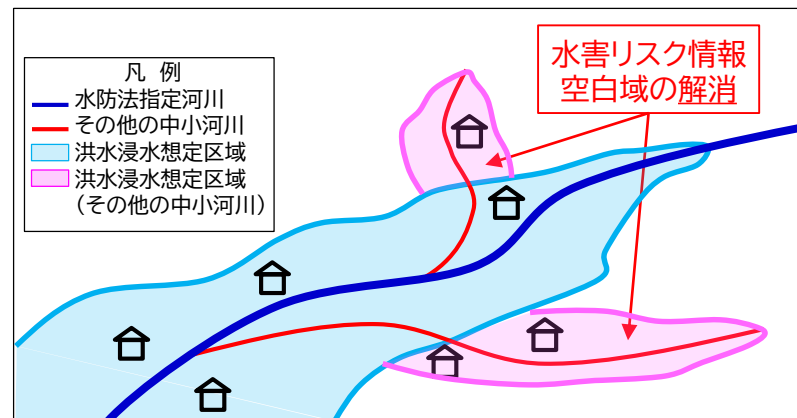 水害リスク情報
空白域の解消
凡 例
水防法指定河川
その他の中小河川
洪水浸水想定区域
洪水浸水想定区域
(その他の中小河川)